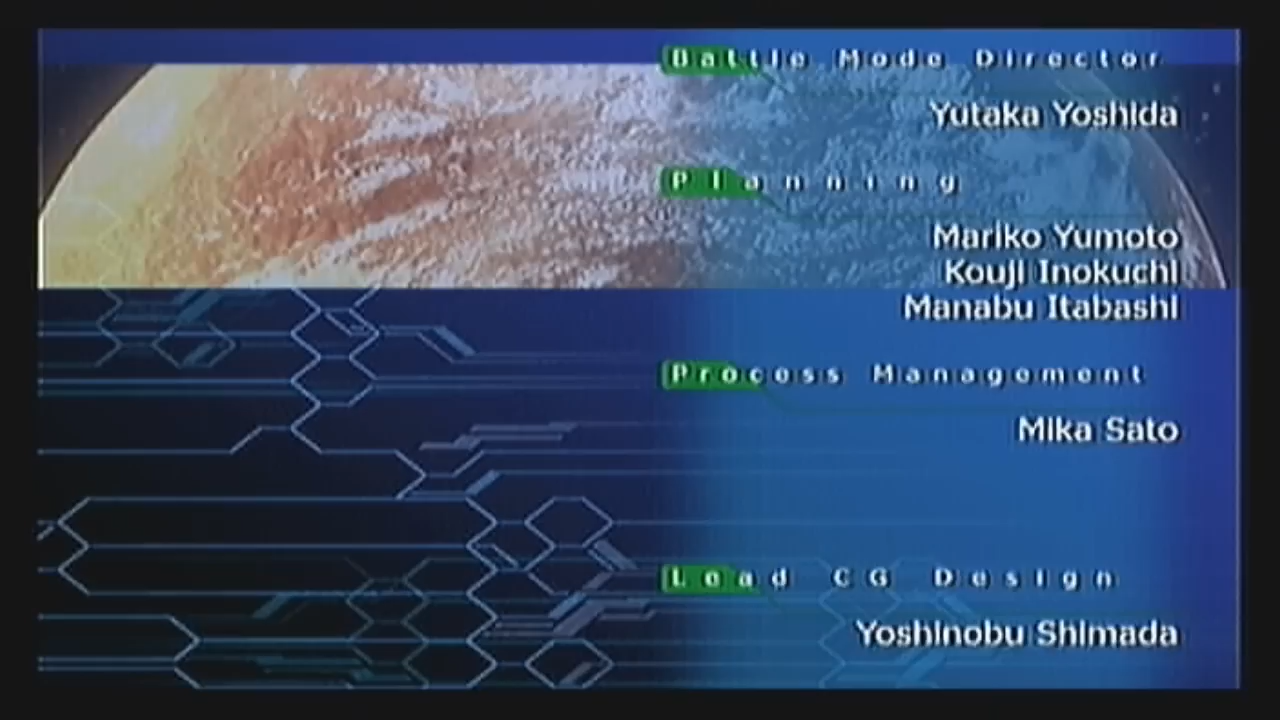 Battle Mode Director
Yutaka Yoshida
Planning
Mariko Yumoto
Kouji Inokuchi
Manabu Itabashi
Process Management
Mika Sato
Lead CG Design
Yoshinobu Shimada